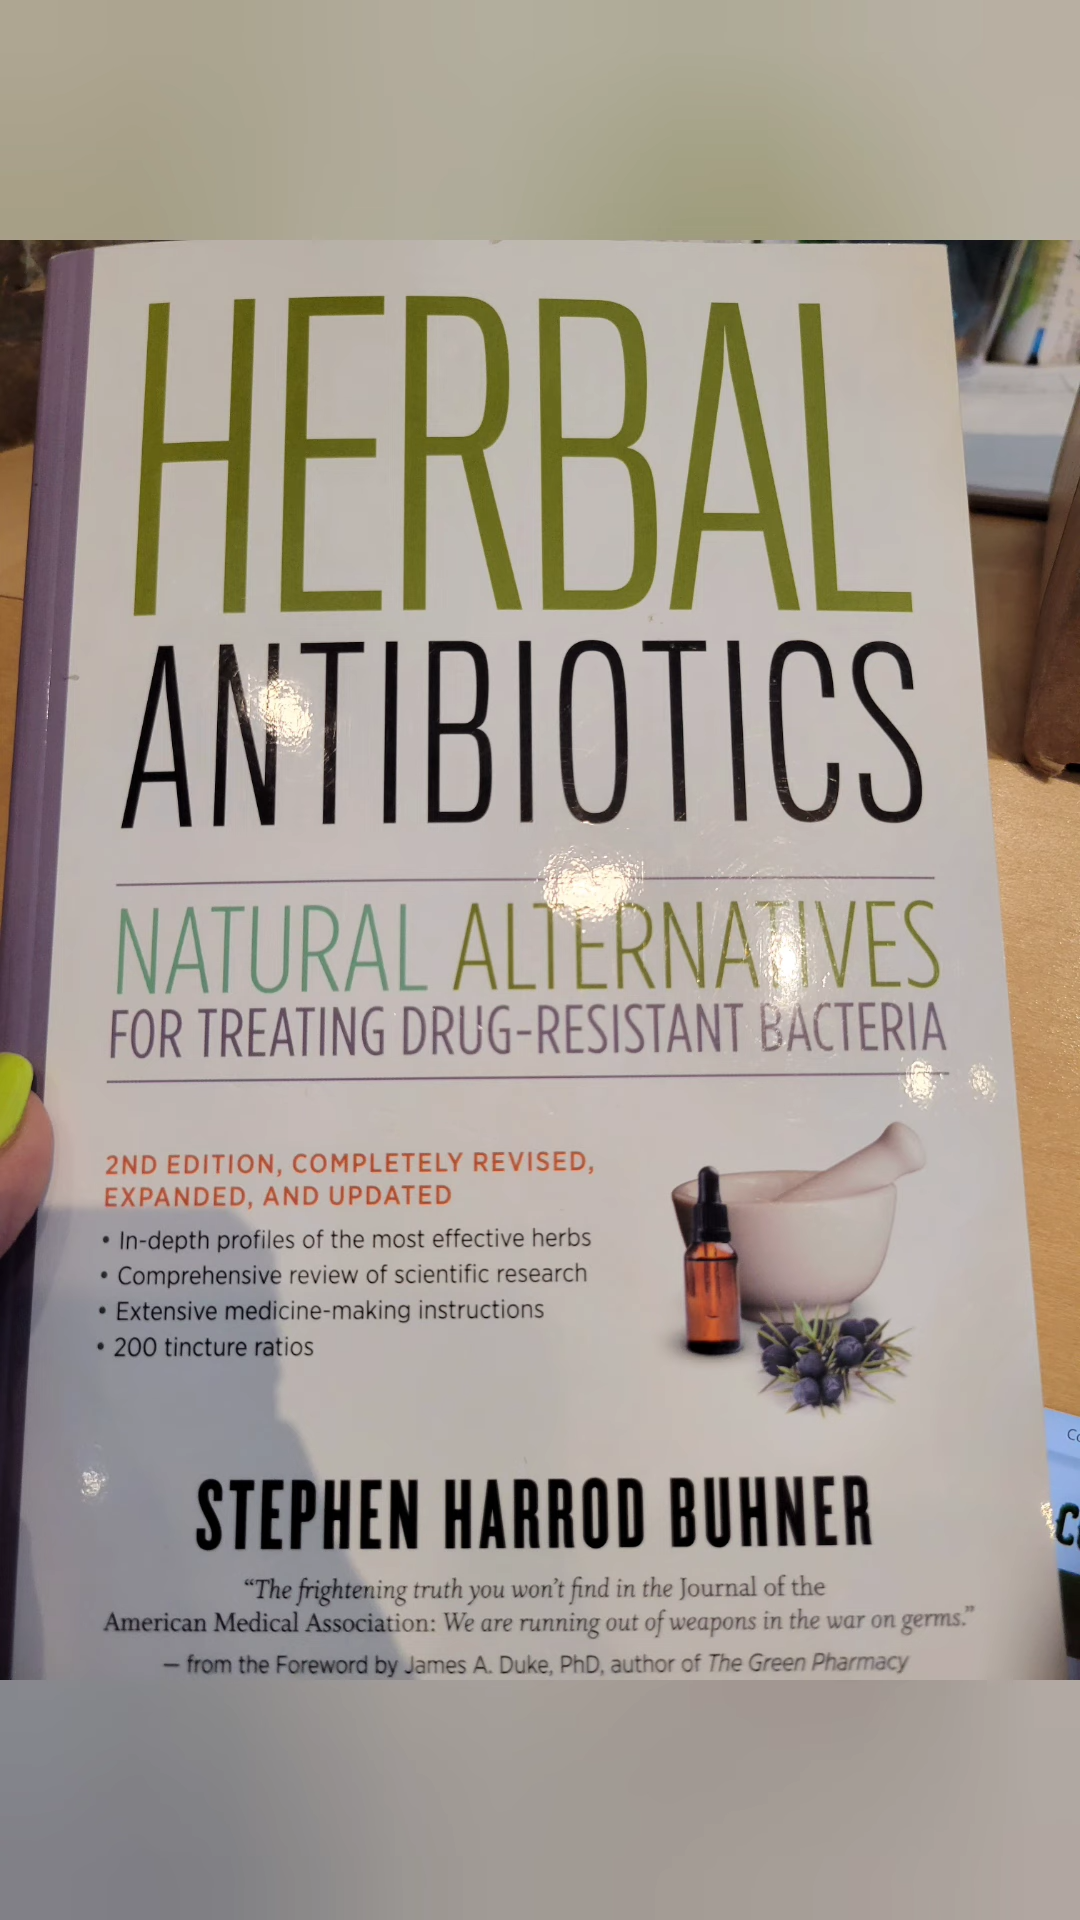 HERBAL
ANTIBIOTICS
NATURAL ALTERNATIVES
FOR TREATING DRUG-RESISTANT BACTERIA
2ND EDITION, COMPLETELY REVISED,
EXPANDED, AND UPDATED
• In-depth profiles of the most effective herbs
• Comprehensive review of scientific research
• Extensive medicine-making instructions
• 200 tincture ratios
STEPHEN HARROD BUHNER
“The frightening truth you won’t find in the Journal of the
American Medical Association: We are running out of weapons in the war on germs.”
— from the Foreword by James A. Duke, PhD, author of The Green Pharmacy